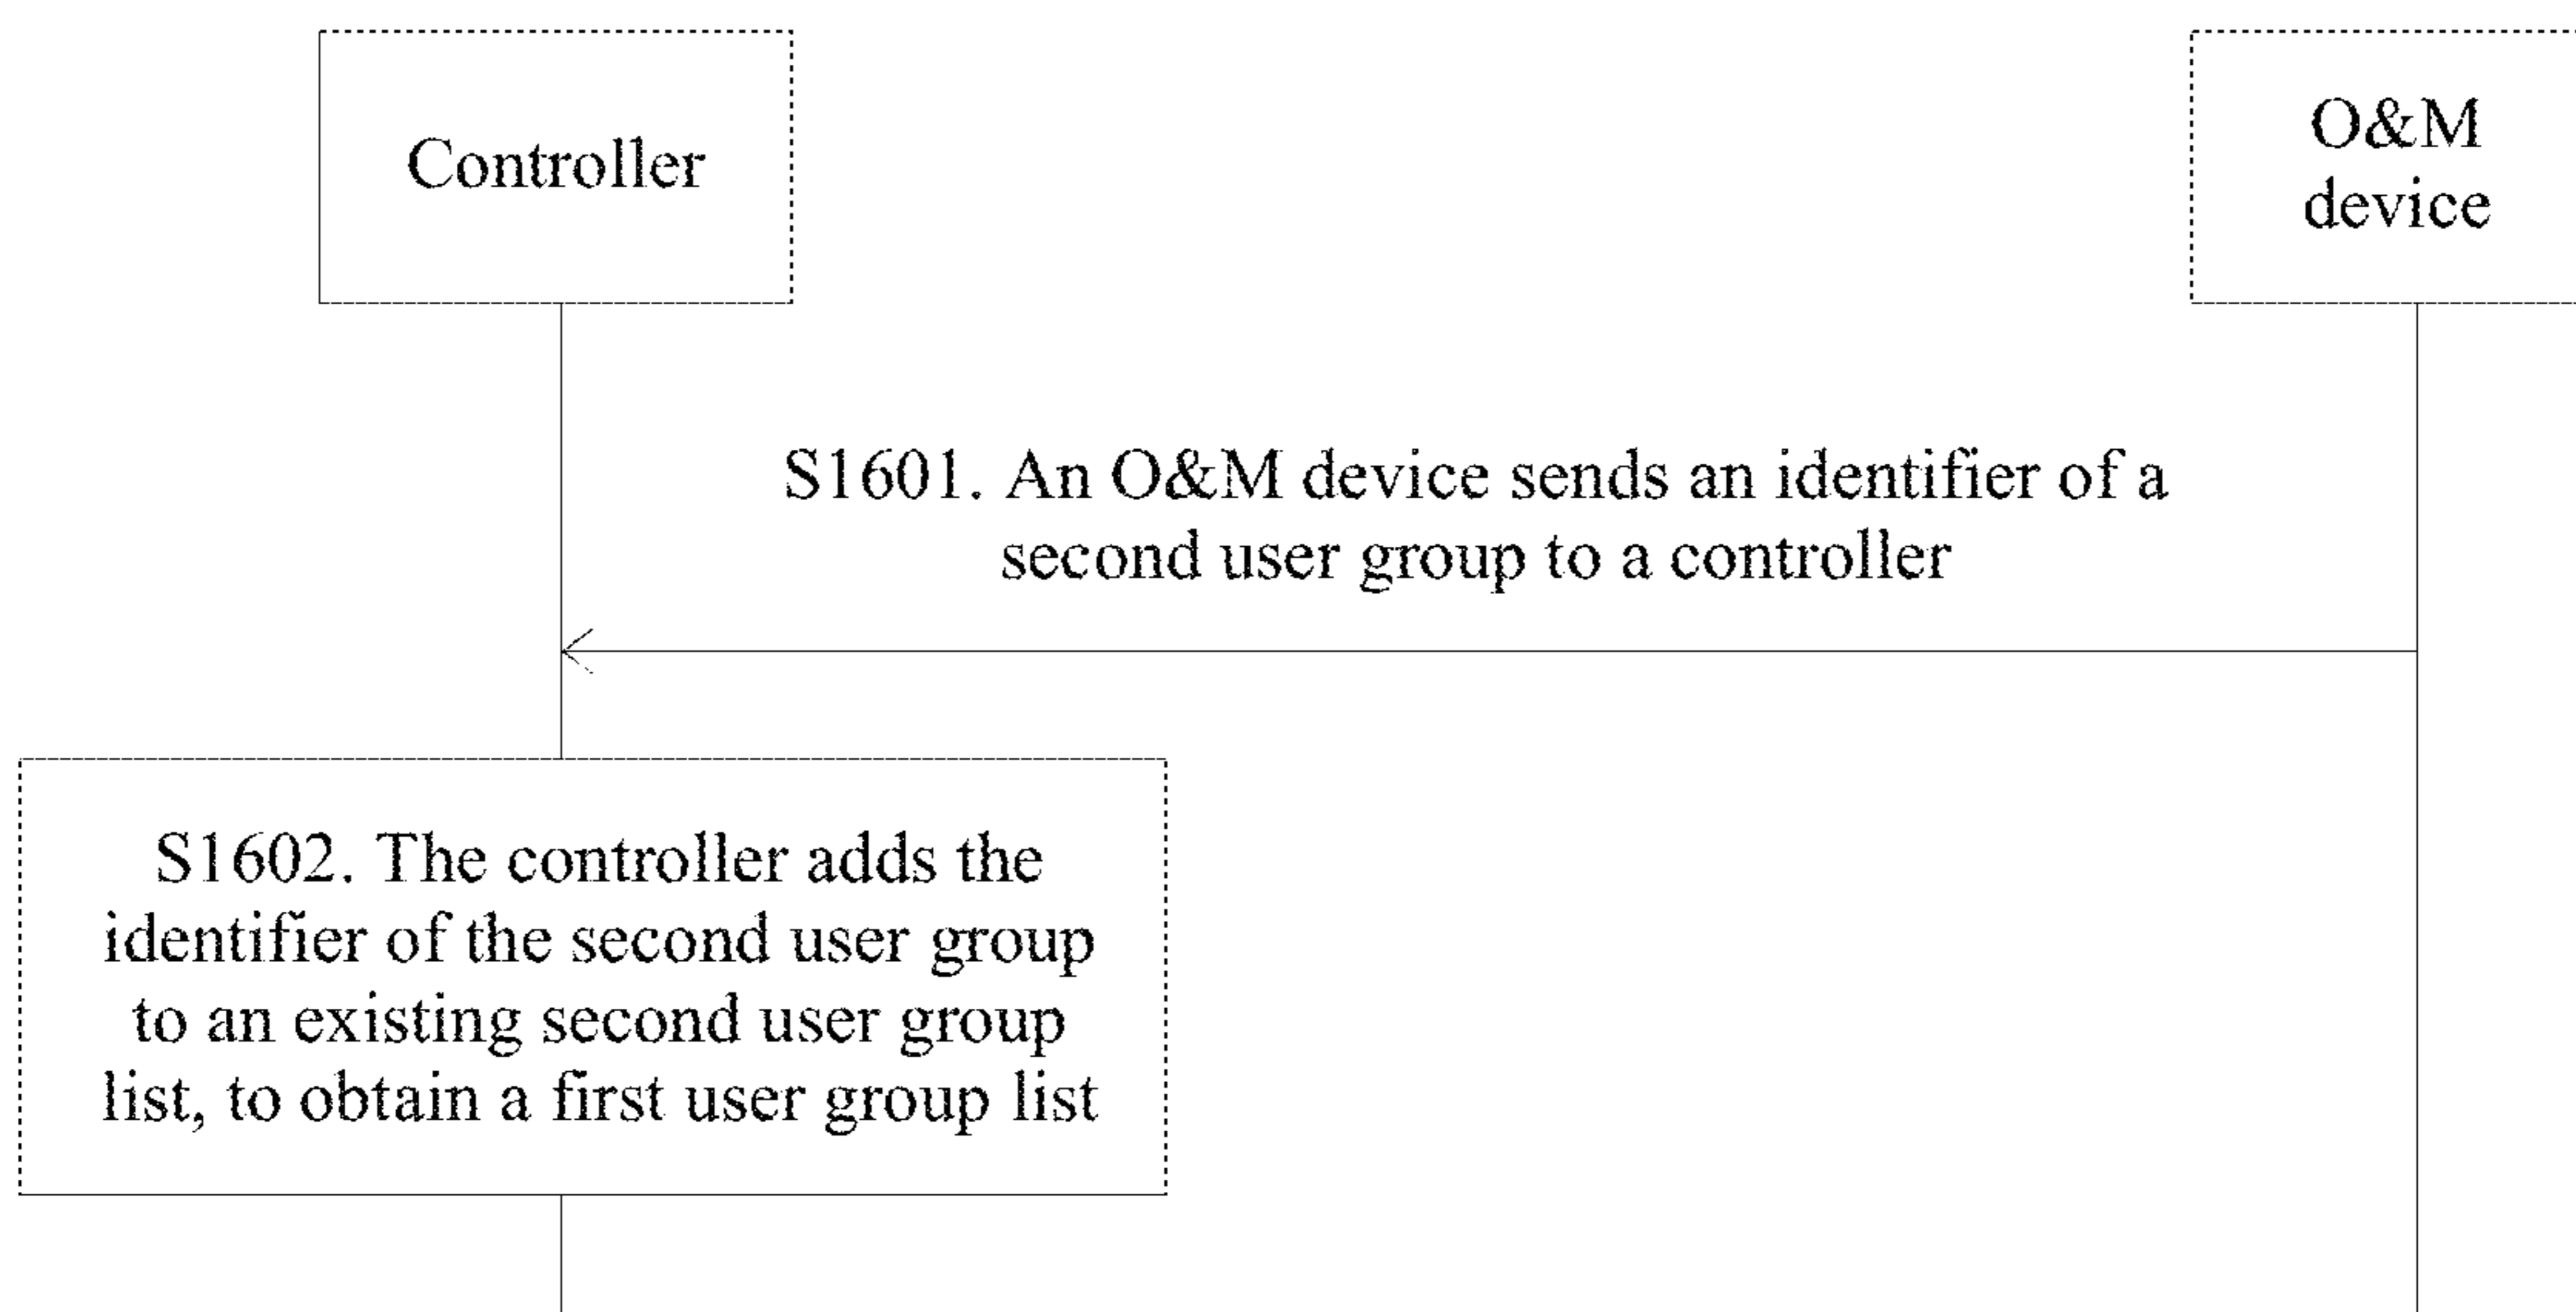 Controller
O&M
device
S1601. An O&M device sends an identifier of a
second user group to a controller
S1602. The controller adds the
identifier of the second user group
to an existing second user group
list, to obtain a first user group list